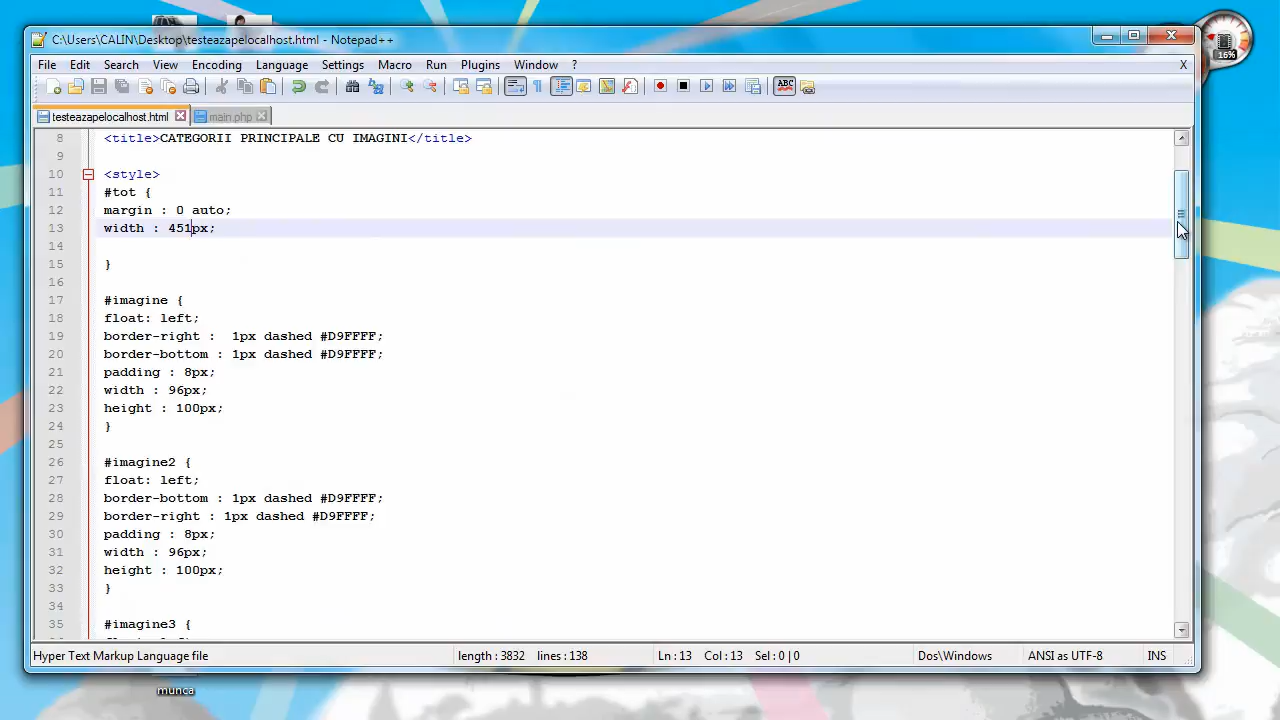 C:\Users\CALIN\Desktop\testeazapelocalhost.html - Notepad++
File Edit Search View Encoding Language Settings Macro Run Plugins Window ? X
testeazapelocalhost.html main.php
8 <title>CATEGORII PRINCIPALE CU IMAGINI</title>
9
10 <style>
11 #tot {
12 margin : 0 auto;
13 width : 451px;
14
15 }
16
17 #imagine {
18 float: left;
19 border-right :  1px dashed #D9FFFF;
20 border-bottom : 1px dashed #D9FFFF;
21 padding : 8px;
22 width : 96px;
23 height : 100px;
24 }
25
26 #imagine2 {
27 float: left;
28 border-bottom : 1px dashed #D9FFFF;
29 border-right : 1px dashed #D9FFFF;
30 padding : 8px;
31 width : 96px;
32 height : 100px;
33 }
34
35 #imagine3 {
Hyper Text Markup Language file length : 3832 lines : 138 Ln : 13 Col : 13 Sel : 0 | 0 Dos\Windows ANSI as UTF-8 INS
munca
16%